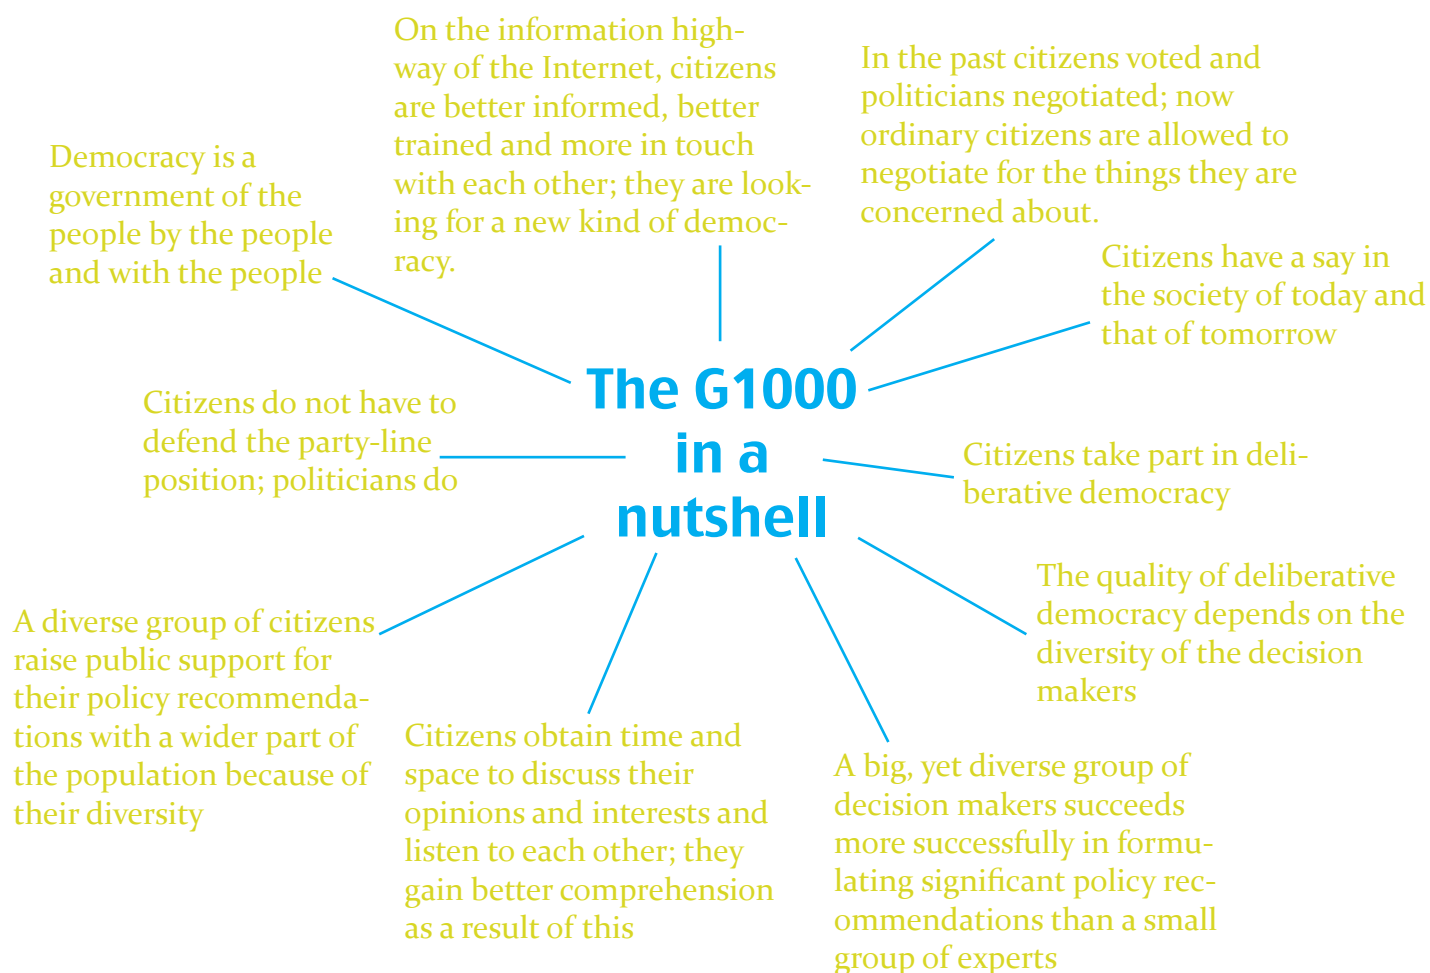 On the information high-
way of the Internet, citizens
are better informed, better
trained and more in touch
with each other; they are look-
ing for a new kind of democ-
racy.
In the past citizens voted and
politicians negotiated; now
ordinary citizens are allowed to
negotiate for the things they are
concerned about.
Democracy is a
government of the
people by the people
and with the people
Citizens have a say in
the society of today and
that of tomorrow
The G1000
in a
nutshell
Citizens do not have to
defend the party-line
position; politicians do
Citizens take part in deli-
berative democracy
The quality of deliberative
democracy depends on the
diversity of the decision
makers
A diverse group of citizens
raise public support for
their policy recommenda-
tions with a wider part of
the population because of
their diversity
Citizens obtain time and
space to discuss their
opinions and interests and
listen to each other; they
gain better comprehension
as a result of this
A big, yet diverse group of
decision makers succeeds
more successfully in formu-
lating significant policy rec-
ommendations than a small
group of experts